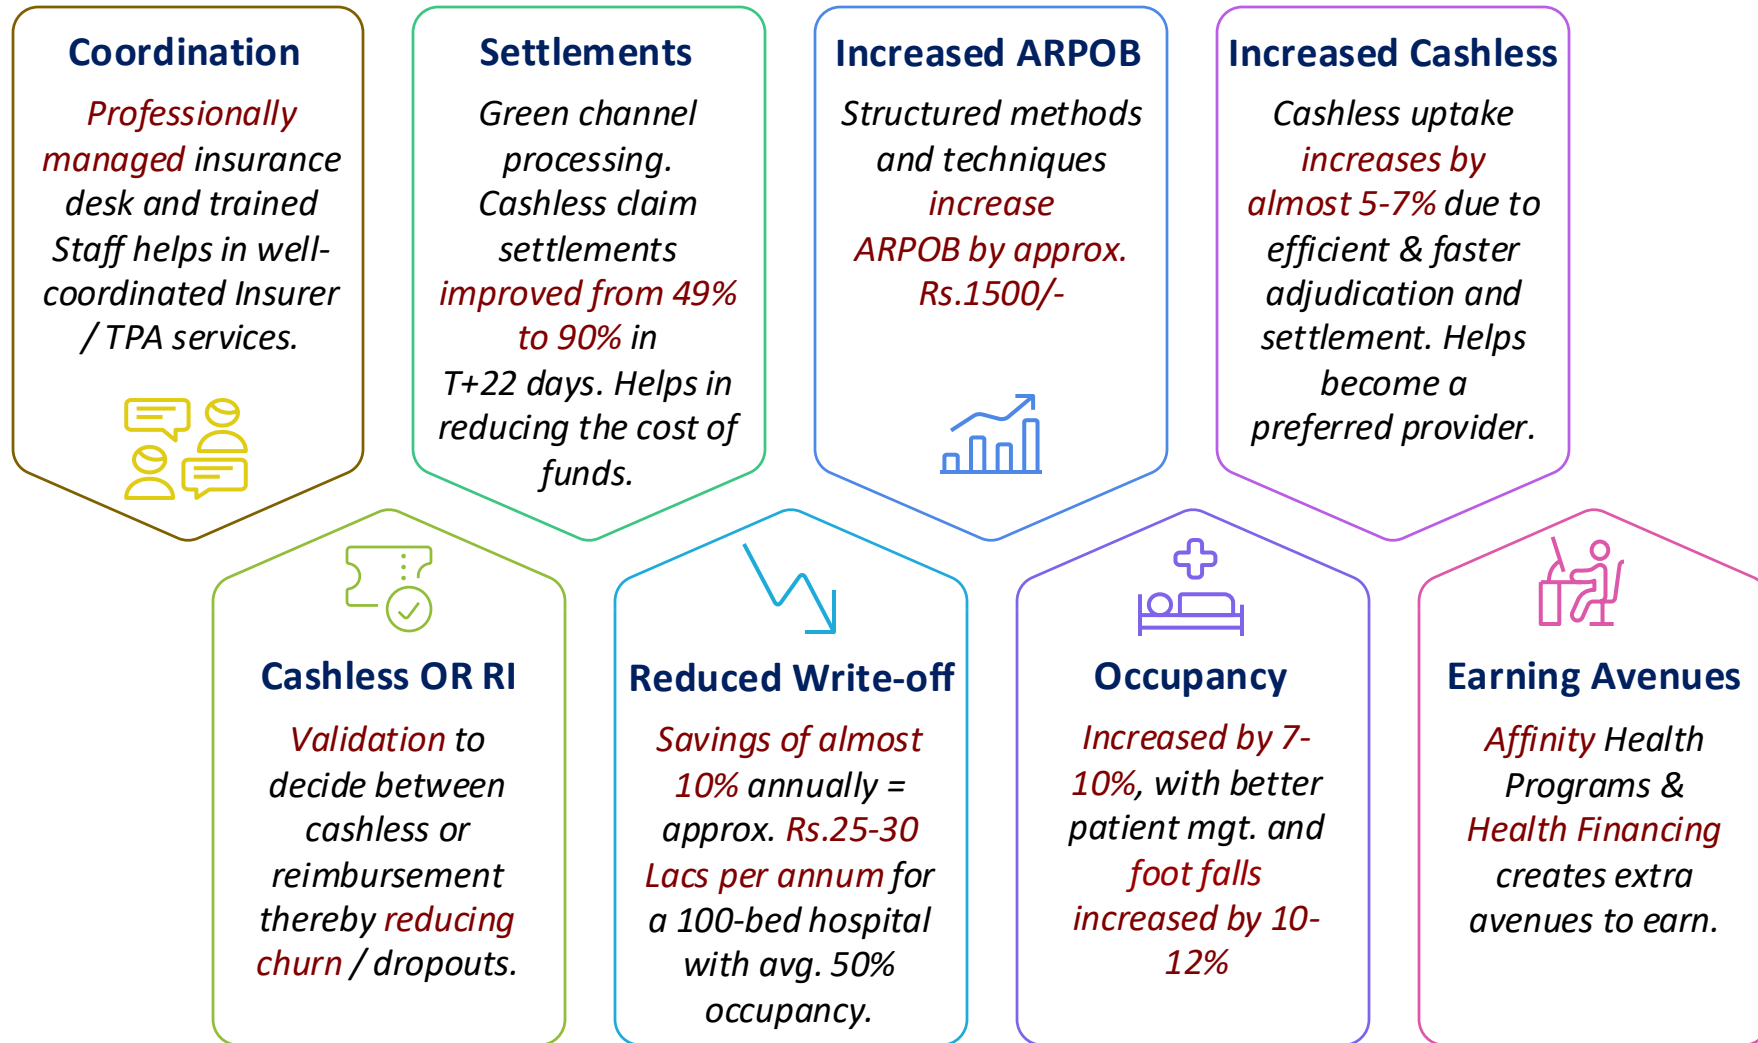 Coordination
Professionally
managed insurance
desk and trained
Staff helps in well-
coordinated Insurer
/ TPA services.
Settlements
Green channel
processing.
Cashless claim
settlements
improved from 49%
to 90% in
T+22 days. Helps in
reducing the cost of
funds.
Increased ARPOB
Structured methods
and techniques
increase
ARPOB by approx.
Rs.1500/-
Increased Cashless
Cashless uptake
increases by
almost 5-7% due to
efficient & faster
adjudication and
settlement. Helps
become a
preferred provider.
Cashless OR RI
Validation to
decide between
cashless or
reimbursement
thereby reducing
churn / dropouts.
Reduced Write-off
Savings of almost
10% annually =
approx. Rs.25-30
Lacs per annum for
a 100-bed hospital
with avg. 50%
occupancy.
Occupancy
Increased by 7-
10%, with better
patient mgt. and
foot falls
increased by 10-
12%
Earning Avenues
Affinity Health
Programs &
Health Financing
creates extra
avenues to earn.